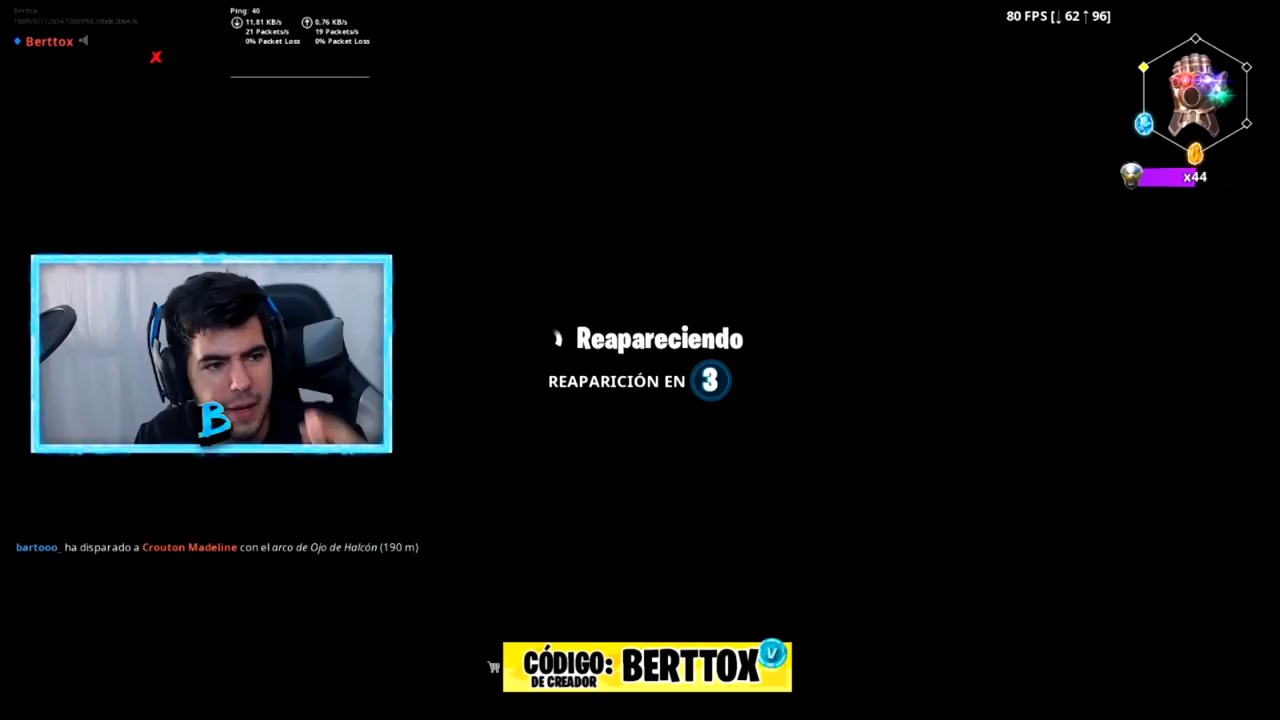 Berttox
Berttox
Ping: 40
11,81 KB/s 0,76 KB/s
21 Packets/s 19 Packets/s
0% Packet Loss 0% Packet Loss
80 FPS [↓ 62 ↑ 96]
x44
Reapareciendo
REAPARICIÓN EN 3
B
bartooo_ ha disparado a Crouton Madeline con el arco de Ojo de Halcón (190 m)
CÓDIGO: BERTTOX V
DE CREADOR